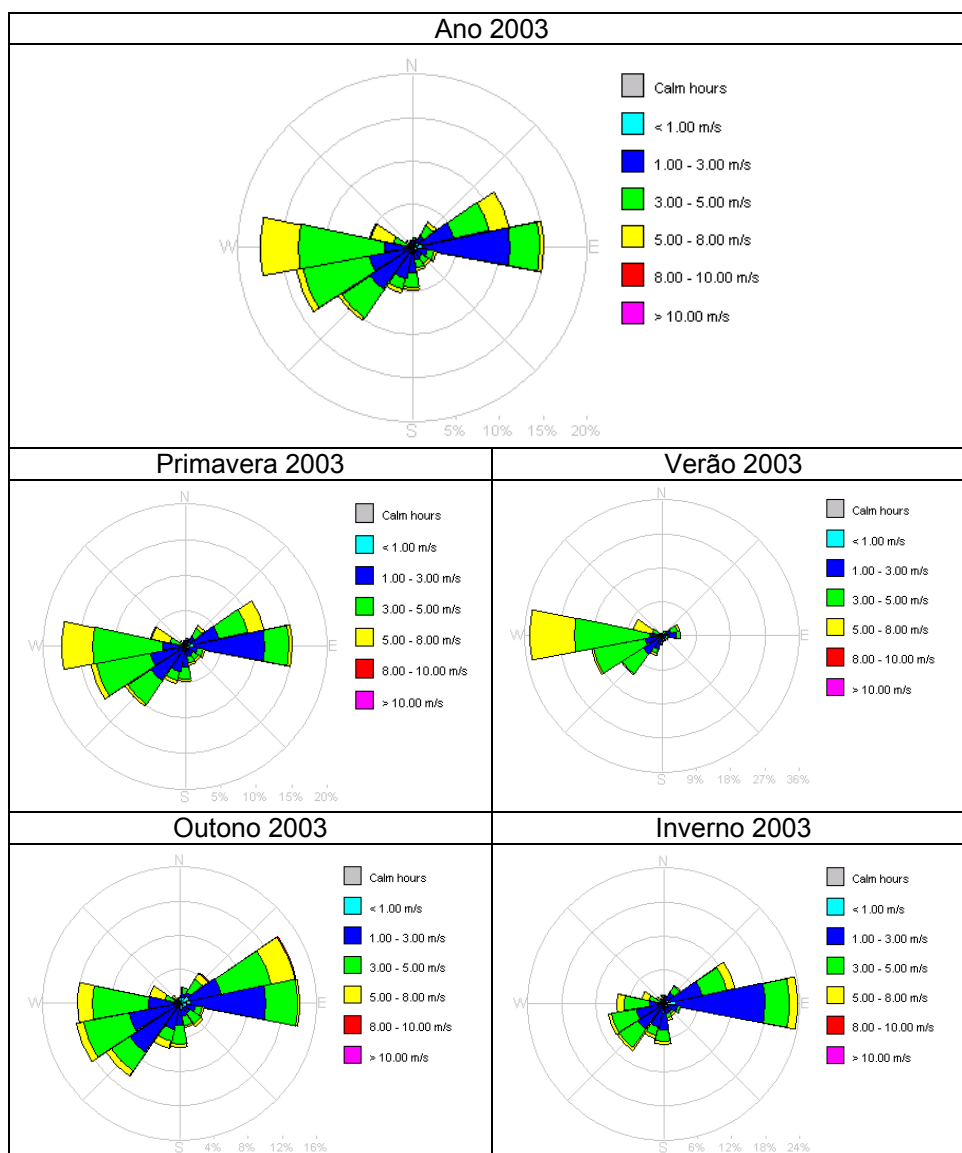 Ano 2003
N
W
E
S
5% 10% 15% 20%
Calm hours
< 1.00 m/s
1.00 - 3.00 m/s
3.00 - 5.00 m/s
5.00 - 8.00 m/s
8.00 - 10.00 m/s
> 10.00 m/s
Primavera 2003
N
W
E
S
5% 10% 15% 20%
Calm hours
< 1.00 m/s
1.00 - 3.00 m/s
3.00 - 5.00 m/s
5.00 - 8.00 m/s
8.00 - 10.00 m/s
> 10.00 m/s
Verão 2003
N
W
E
S
9% 18% 27% 36%
Calm hours
< 1.00 m/s
1.00 - 3.00 m/s
3.00 - 5.00 m/s
5.00 - 8.00 m/s
8.00 - 10.00 m/s
> 10.00 m/s
Outono 2003
N
W
E
S
4% 8% 12% 16%
Calm hours
< 1.00 m/s
1.00 - 3.00 m/s
3.00 - 5.00 m/s
5.00 - 8.00 m/s
8.00 - 10.00 m/s
> 10.00 m/s
Inverno 2003
N
W
E
S
6% 12% 18% 24%
Calm hours
< 1.00 m/s
1.00 - 3.00 m/s
3.00 - 5.00 m/s
5.00 - 8.00 m/s
8.00 - 10.00 m/s
> 10.00 m/s